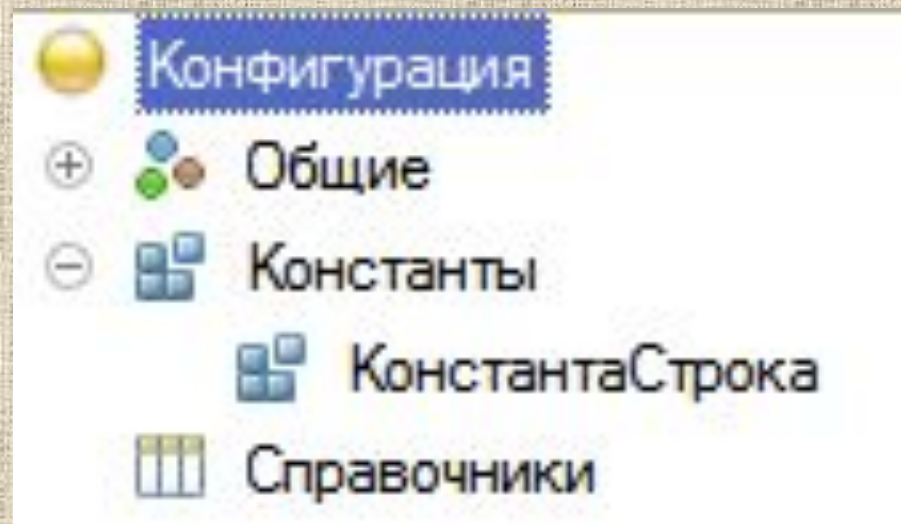 Конфигурация
Общие
Константы
КонстантаСтрока
Справочники